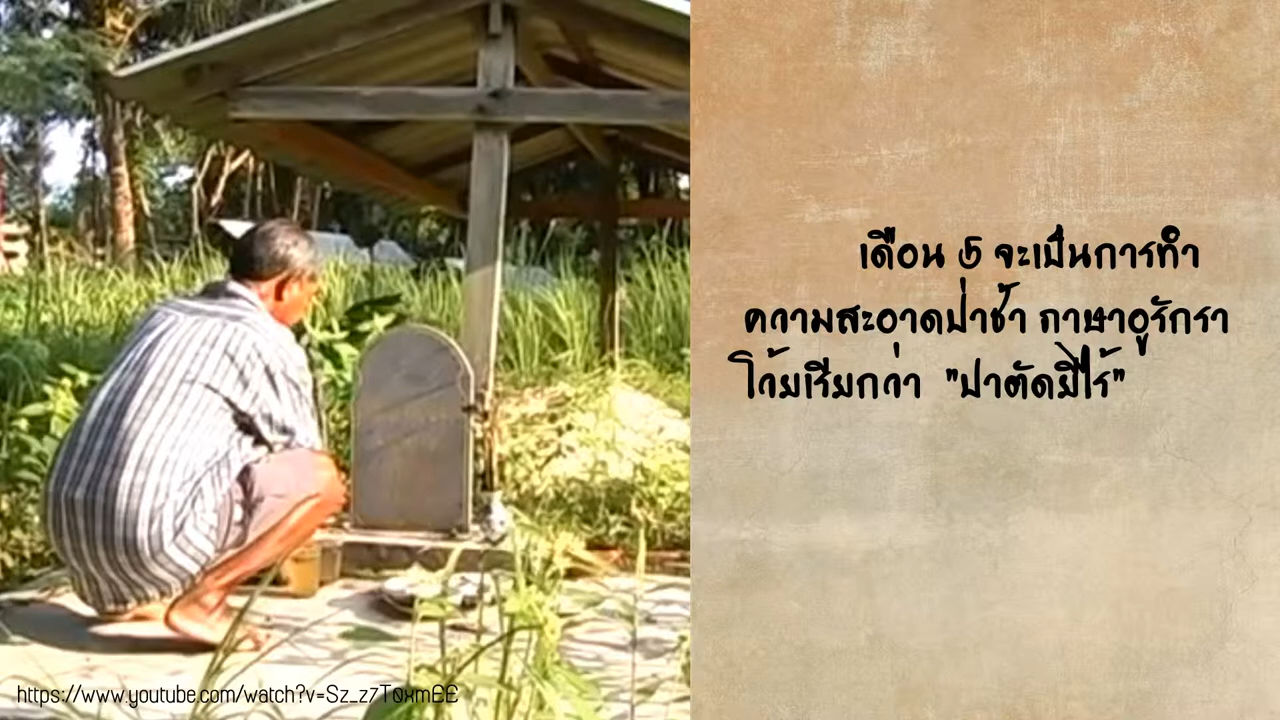 เดือน ๕ จะเป็นการทำ
ความสะอาดป่าช้า ภาษาอูรักรา
โว้ยเรียกว่า "ปาตัดปีไร้"
https://www.youtube.com/watch?v=Sz_z7T0xmEE